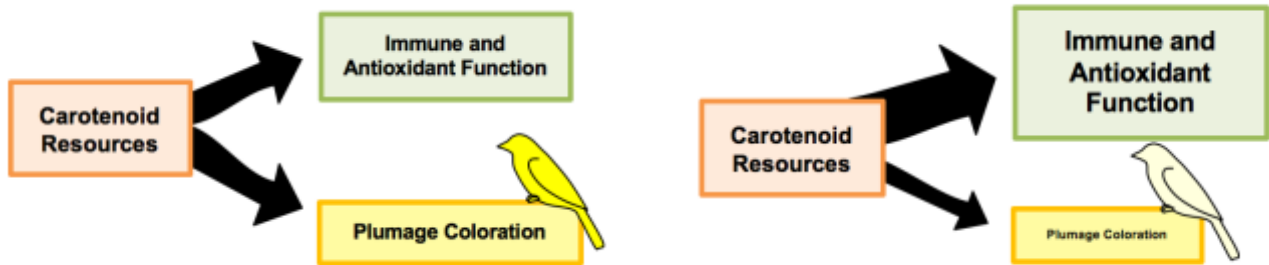 Immune and
Antioxidant Function
Carotenoid
Resources
Plumage Coloration
Immune and
Antioxidant
Function
Carotenoid
Resources
Plumage Coloration